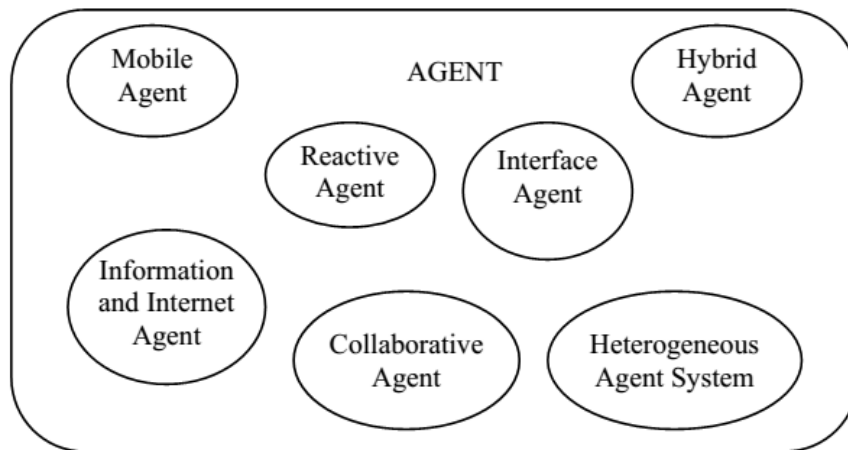 Mobile
Agent
AGENT
Hybrid
Agent
Reactive
Agent
Interface
Agent
Information
and Internet
Agent
Collaborative
Agent
Heterogeneous
Agent System